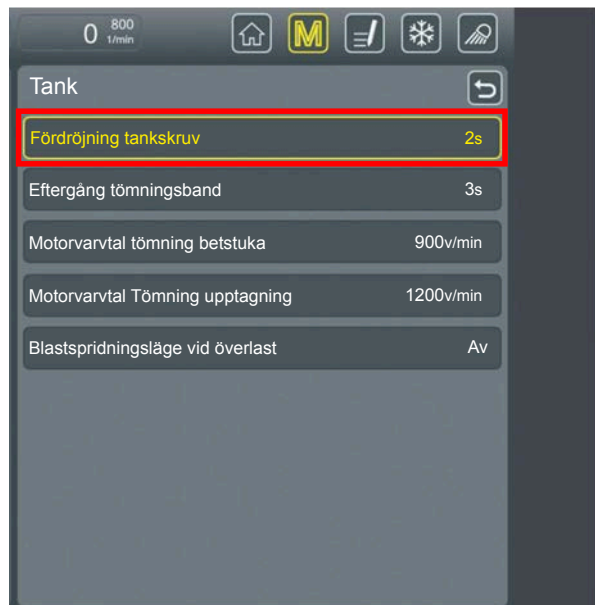 0 800 1/min M
Tank
Fördröjning tankskruv 2s
Eftergång tömningsband 3s
Motorvarvtal tömning betstuka 900v/min
Motorvarvtal Tömning upptagning 1200v/min
Blastspridningsläge vid överlast Av